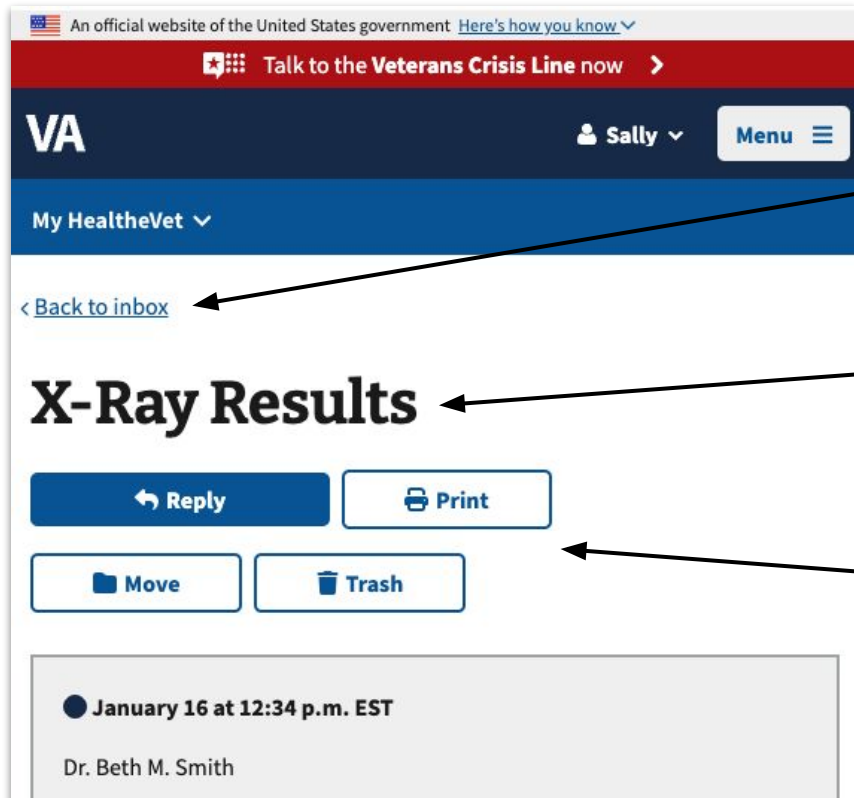 An official website of the United States government Here's how you know
Talk to the Veterans Crisis Line now
VA
Sally
Menu
My HealtheVet
< Back to inbox
X-Ray Results
Reply
Print
Move
Trash
January 16 at 12:34 p.m. EST
Dr. Beth M. Smith